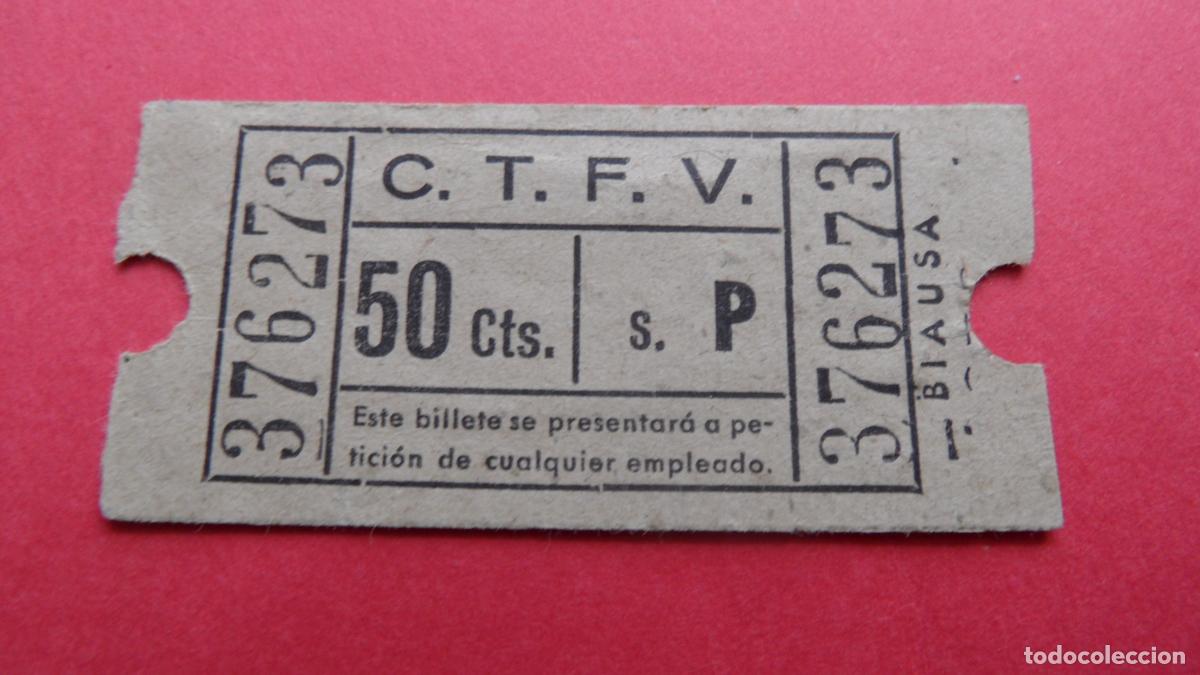 376273
C. T. F. V.
50 Cts.
s. P
Este billete se presentará a pe-
tición de cualquier empleado.
376273
BIAUSA
todocoleccion